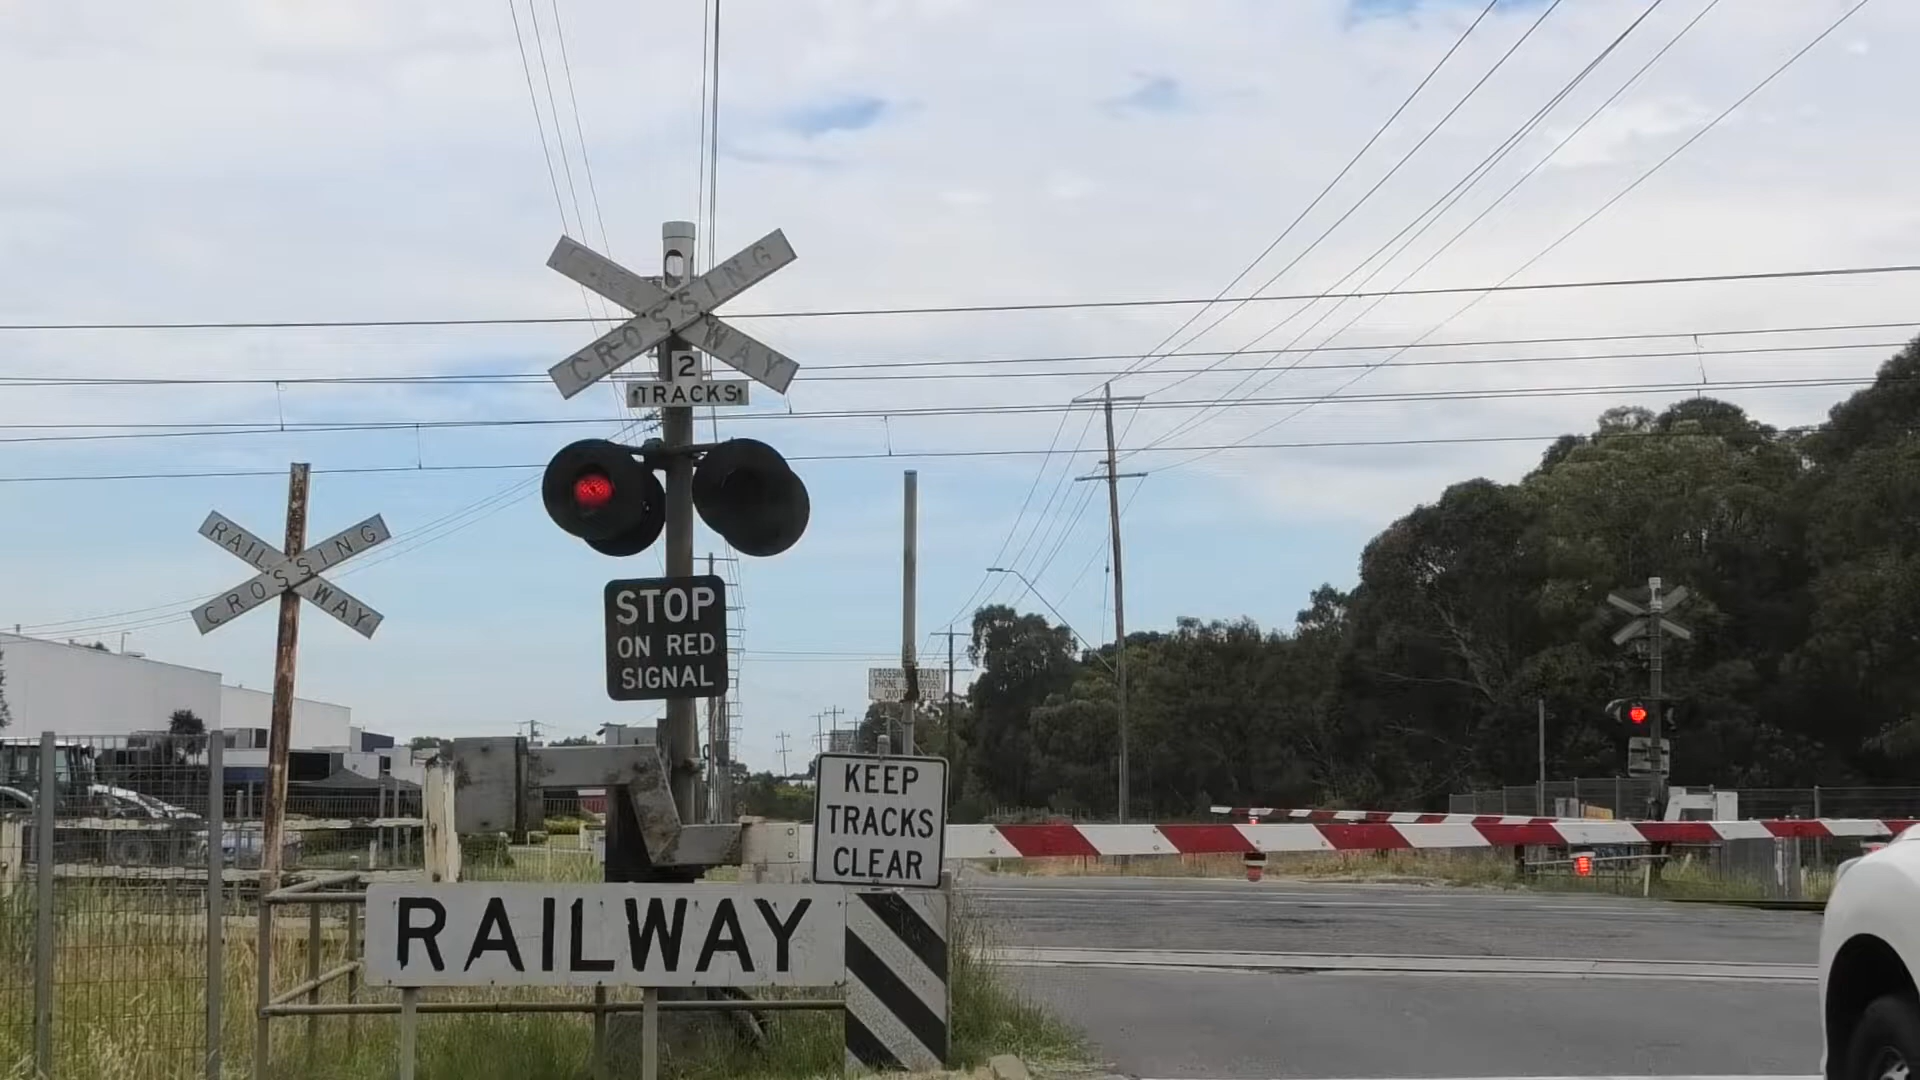 CROSSING
WAY
2
TRACKS
RAIL
CROSSING
WAY
STOP
ON RED
SIGNAL
KEEP
TRACKS
CLEAR
RAILWAY